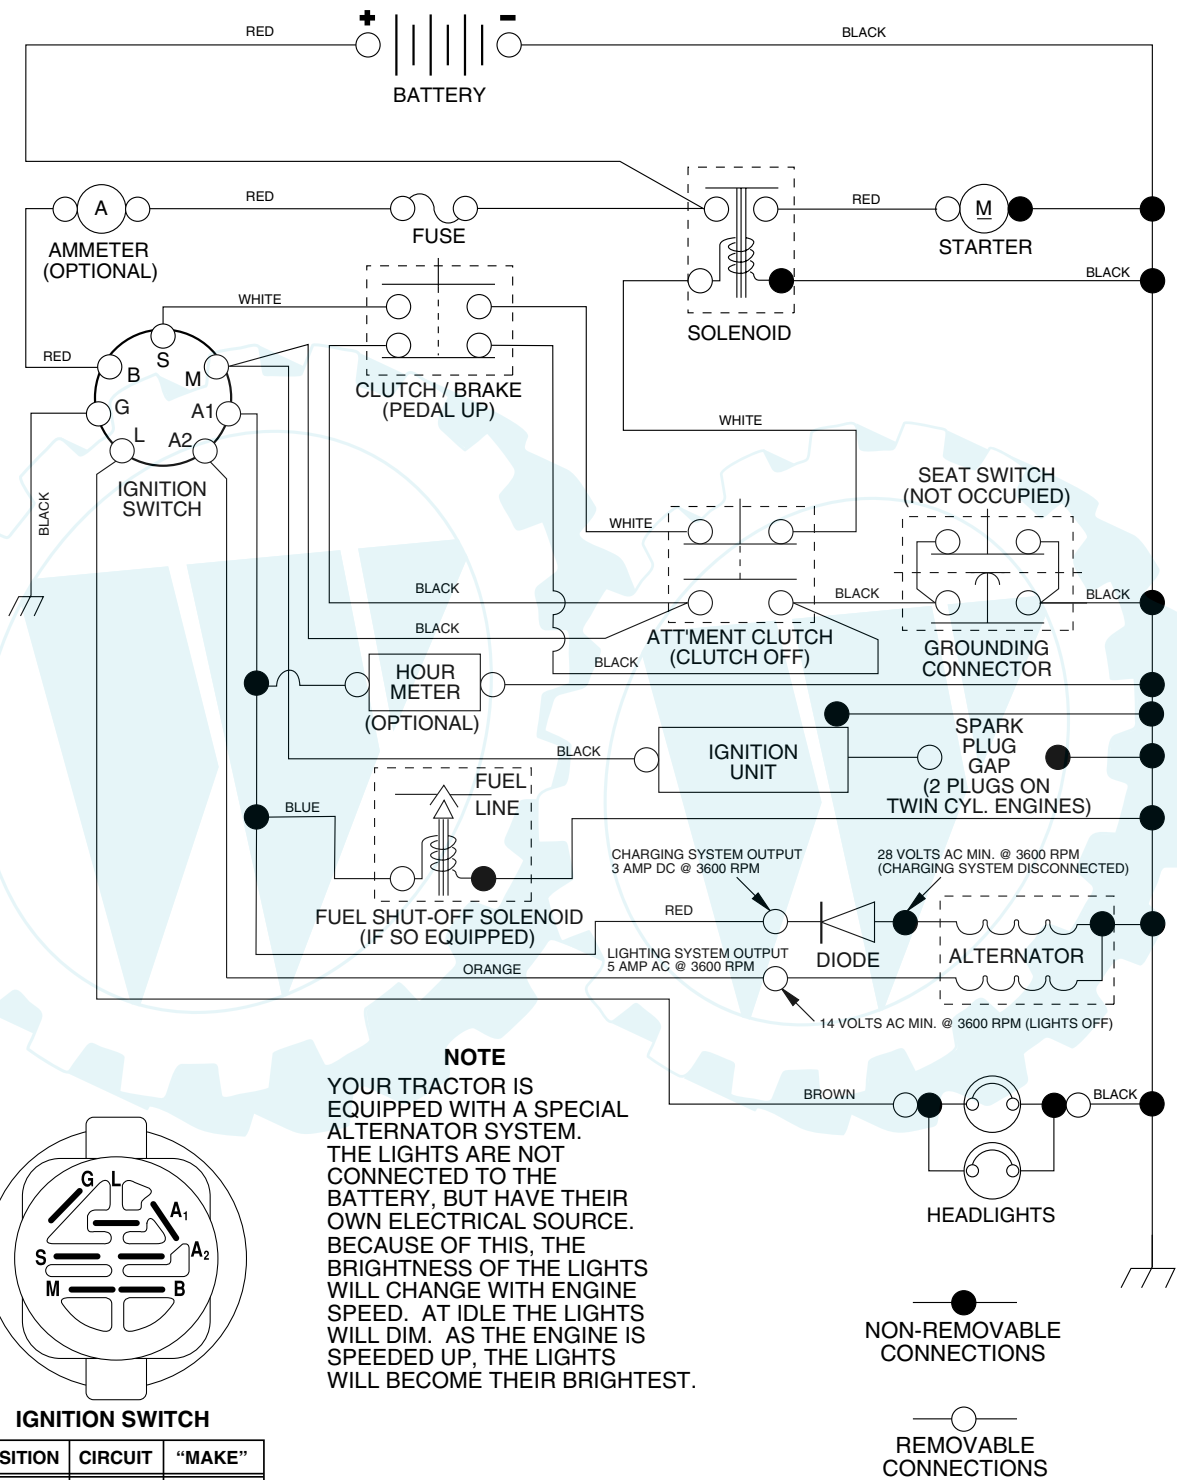 RED
+
-
BLACK
BATTERY
A
RED
FUSE
RED
M
AMMETER
(OPTIONAL)
STARTER
BLACK
SOLENOID
WHITE
RED
S
B
M
G
A1
L
A2
CLUTCH / BRAKE
(PEDAL UP)
WHITE
IGNITION
SWITCH
BLACK
SEAT SWITCH
(NOT OCCUPIED)
WHITE
BLACK
BLACK
BLACK
BLACK
ATT'MENT CLUTCH
(CLUTCH OFF)
BLACK
GROUNDING
CONNECTOR
HOUR
METER
(OPTIONAL)
BLACK
IGNITION
UNIT
SPARK
PLUG
GAP
(2 PLUGS ON
TWIN CYL. ENGINES)
FUEL
LINE
BLUE
CHARGING SYSTEM OUTPUT
3 AMP DC @ 3600 RPM
28 VOLTS AC MIN. @ 3600 RPM
(CHARGING SYSTEM DISCONNECTED)
FUEL SHUT-OFF SOLENOID
(IF SO EQUIPPED)
RED
LIGHTING SYSTEM OUTPUT
5 AMP AC @ 3600 RPM
DIODE
ALTERNATOR
ORANGE
14 VOLTS AC MIN. @ 3600 RPM (LIGHTS OFF)
NOTE
YOUR TRACTOR IS
EQUIPPED WITH A SPECIAL
ALTERNATOR SYSTEM.
THE LIGHTS ARE NOT
CONNECTED TO THE
BATTERY, BUT HAVE THEIR
OWN ELECTRICAL SOURCE.
BECAUSE OF THIS, THE
BRIGHTNESS OF THE LIGHTS
WILL CHANGE WITH ENGINE
SPEED. AT IDLE THE LIGHTS
WILL DIM. AS THE ENGINE IS
SPEEDED UP, THE LIGHTS
WILL BECOME THEIR BRIGHTEST.
BROWN
BLACK
HEADLIGHTS
G
L
A1
S
A2
M
B
IGNITION SWITCH
SITION CIRCUIT “MAKE”
NON-REMOVABLE
CONNECTIONS
REMOVABLE
CONNECTIONS